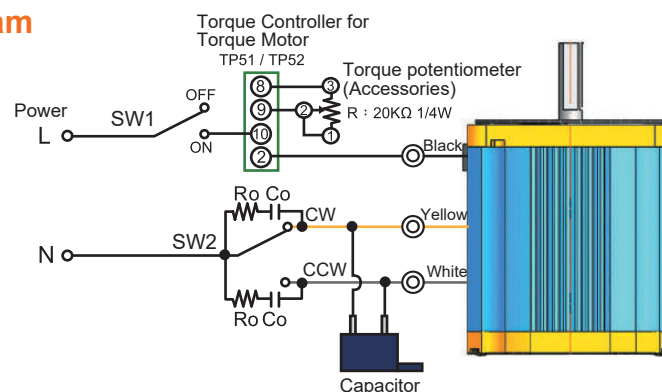 am
Torque Controller for
Torque Motor
TP51 / TP52
Torque potentiometer
(Accessories)
R : 20KΩ 1/4W
8
3
9
2
10
1
2
Power
L
SW1
OFF
ON
Black
Ro Co
CW
Yellow
N
SW2
CCW
White
Ro Co
Capacitor